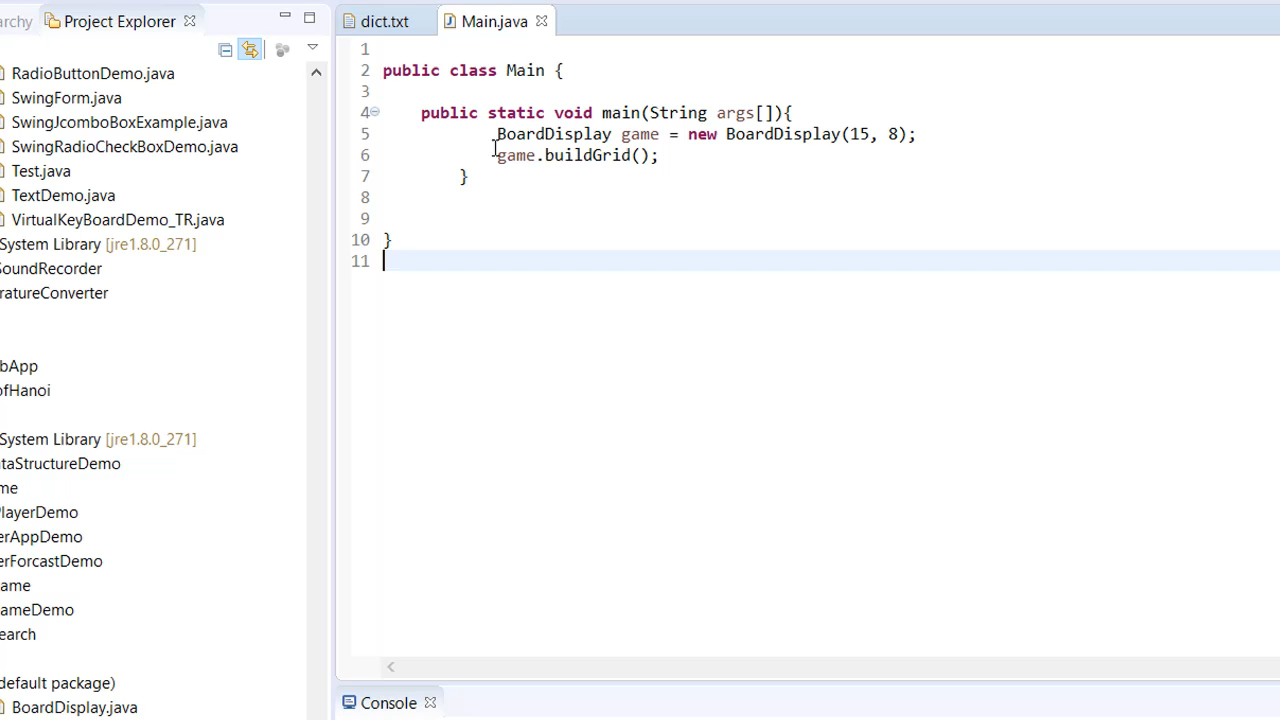 archy
Project Explorer
RadioButtonDemo.java
SwingForm.java
SwingJcomboBoxExample.java
SwingRadioCheckBoxDemo.java
Test.java
TextDemo.java
VirtualKeyBoardDemo_TR.java
System Library [jre1.8.0_271]
SoundRecorder
ratureConverter
bApp
ofHanoi
System Library [jre1.8.0_271]
taStructureDemo
me
PlayerDemo
erAppDemo
erForcastDemo
ame
ameDemo
earch
default package)
BoardDisplay.java
dict.txt
Main.java
1
2 public class Main {
3
4 public static void main(String args[]){
5 BoardDisplay game = new BoardDisplay(15, 8);
6 game.buildGrid();
7 }
8
9
10 }
11
Console